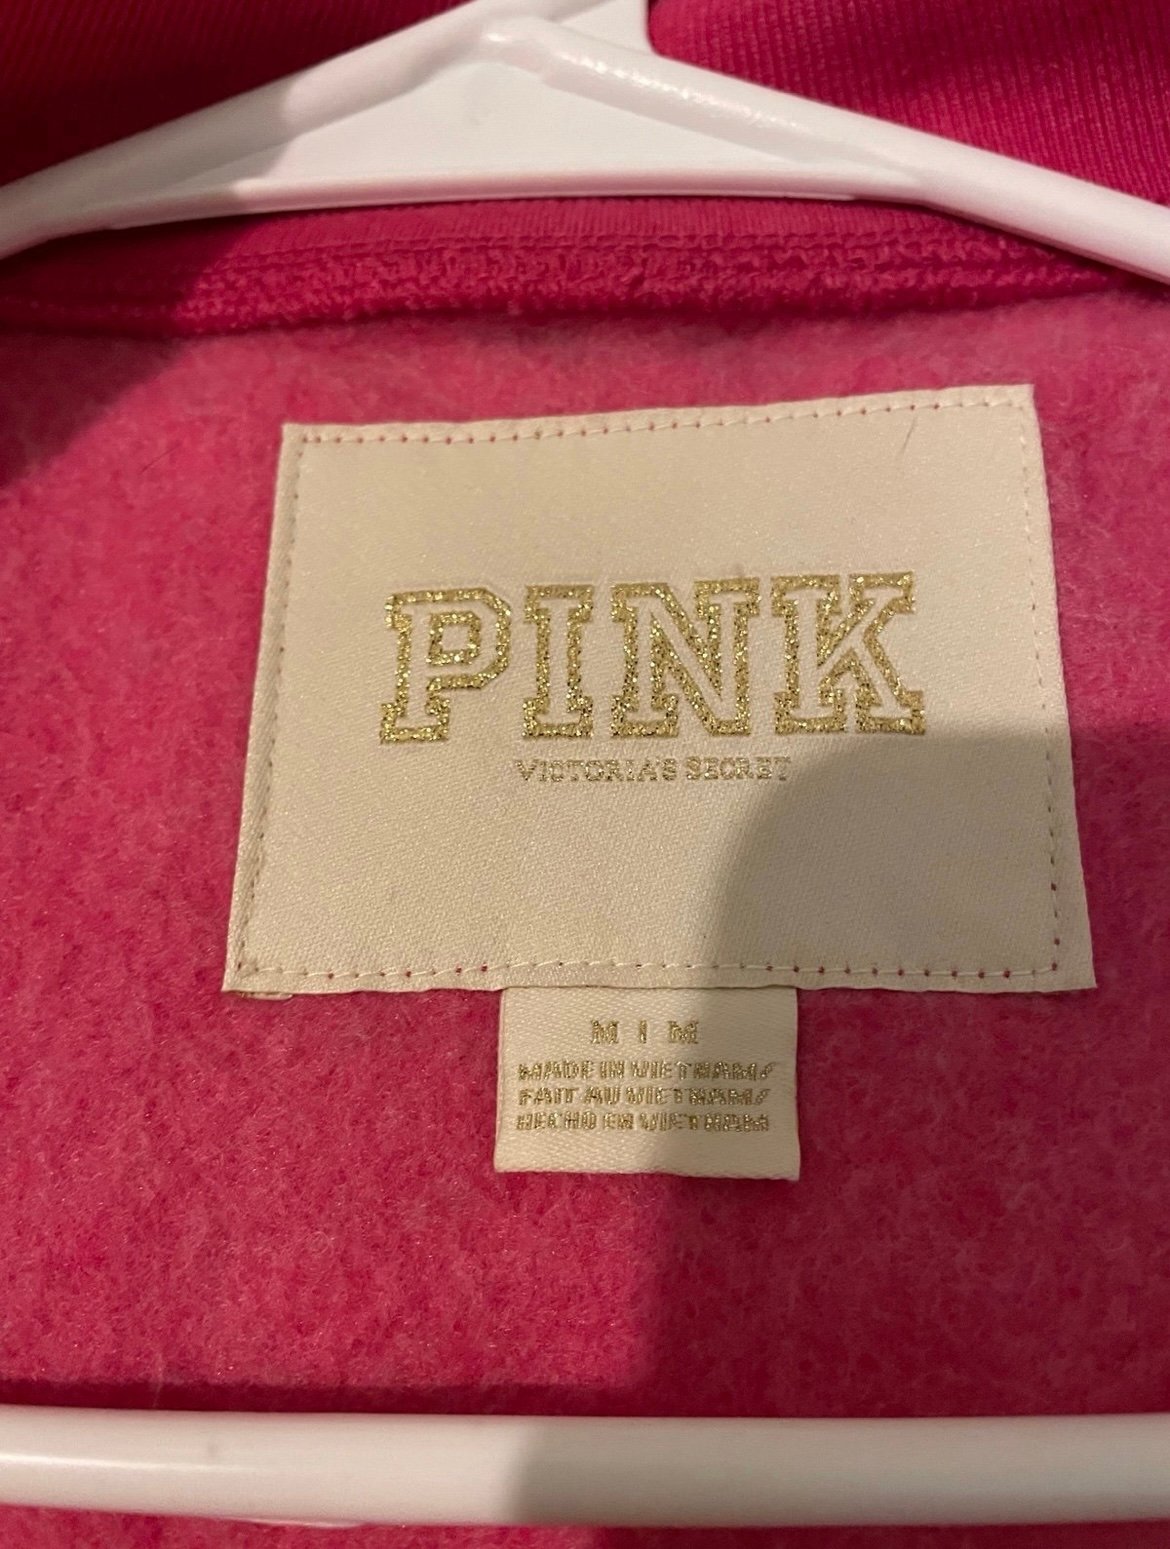 PINK
VICTORIA'S SECRET
M | M
MADE IN VIETNAM/
FAIT AU VIETNAM/
HECHO EN VIETNAM